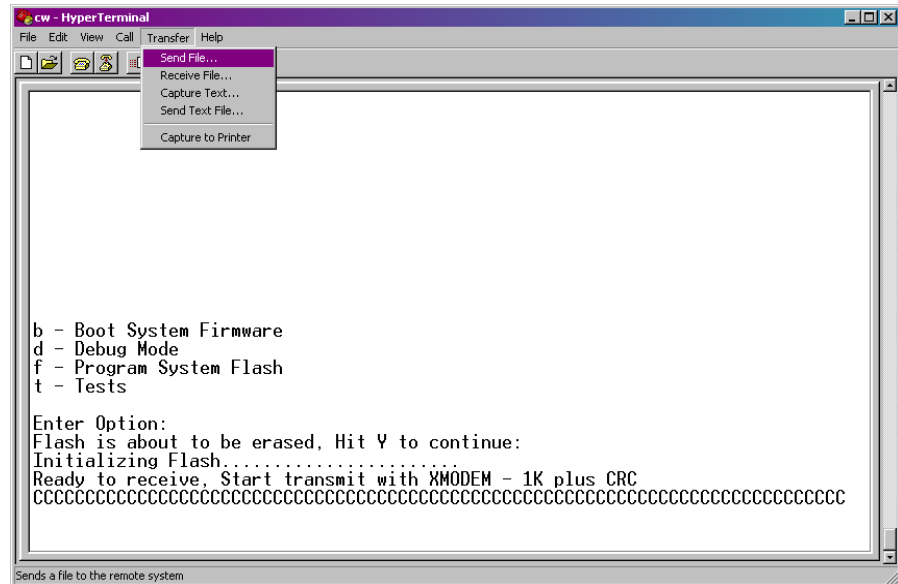 cw - HyperTerminal
File Edit View Call Transfer Help
Send File...
Receive File...
Capture Text...
Send Text File...
Capture to Printer
b - Boot System Firmware
d - Debug Mode
f - Program System Flash
t - Tests
Enter Option:
Flash is about to be erased, Hit Y to continue:
Initializing Flash.......................
Ready to receive, Start transmit with XMODEM - 1K plus CRC
CCCCCCCCCCCCCCCCCCCCCCCCCCCCCCCCCCCCCCCCCCCCCCCCCCCCCCCCCCCCCCCCCCCCCCCCCCCCCC
Sends a file to the remote system